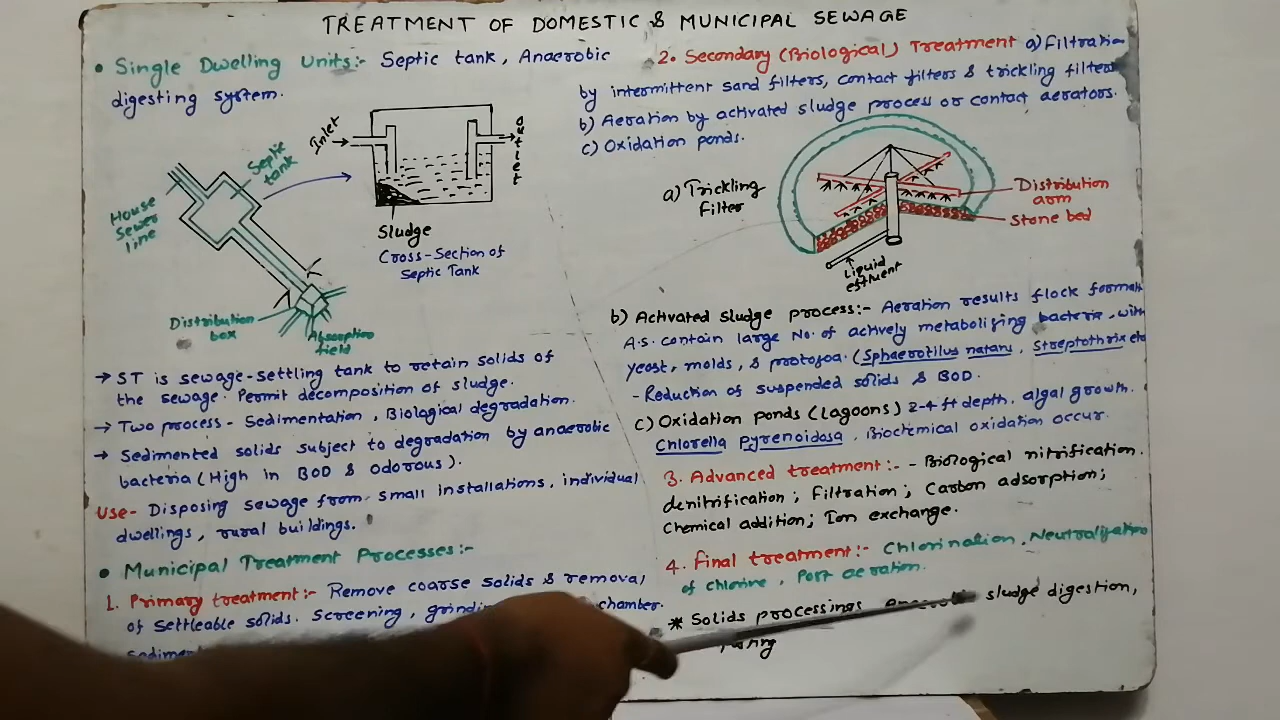 TREATMENT OF DOMESTIC & MUNICIPAL SEWAGE
• Single Dwelling Units:- Septic tank, Anaerobic
digesting system.
Inlet
outlet
Septic
tank
House
sewer
line
Sludge
Cross-Section of
Septic Tank
Distribution
box
Absorption
field
→ ST is sewage-settling tank to retain solids of
the sewage. Permit decomposition of sludge.
→ Two process - Sedimentation, Biological degradation.
→ Sedimented solids subject to degradation by anaerobic
bacteria (High in BOD & odorous).
Use- Disposing sewage from small installations, individual
dwellings, rural buildings.
• Municipal Treatment Processes:-
1. Primary treatment:- Remove coarse solids & removal
of settleable solids. Screening, chamber.
2. Secondary (Biological) Treatment a) Filtration
by intermittent sand filters, contact filters & trickling filters
b) Aeration by activated sludge process or contact aerators.
c) Oxidation ponds.
a) Trickling
Filter
Distribution
arm
Stone bed
Liquid
effluent
b) Activated sludge process:- Aeration results flock format
A.s. contain large No. of actively metabolizing bacteria, with
yeast, molds, & protozoa. (Sphaerotilus natans, Streptothrix etc
- Reduction of suspended solids & BOD.
c) Oxidation ponds (lagoons) 2-4 ft depth, algal growth.
Chlorella pyrenoidosa, Biochemical oxidation occur.
3. Advanced treatment:- - Biological nitrification.
denitrification; Filtration; Carbon adsorption;
Chemical addition; Ion exchange.
4. Final treatment:- Chlorination, Neutralization
of chlorine, Post aeration.
* Solids processings sludge digestion,